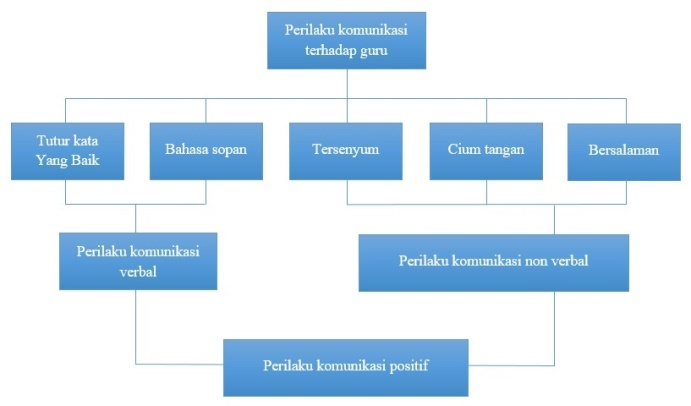 Perilaku komunikasi
terhadap guru
Tutur kata
Yang Baik
Bahasa sopan
Tersenyum
Cium tangan
Bersalaman
Perilaku komunikasi
verbal
Perilaku komunikasi non verbal
Perilaku komunikasi positif